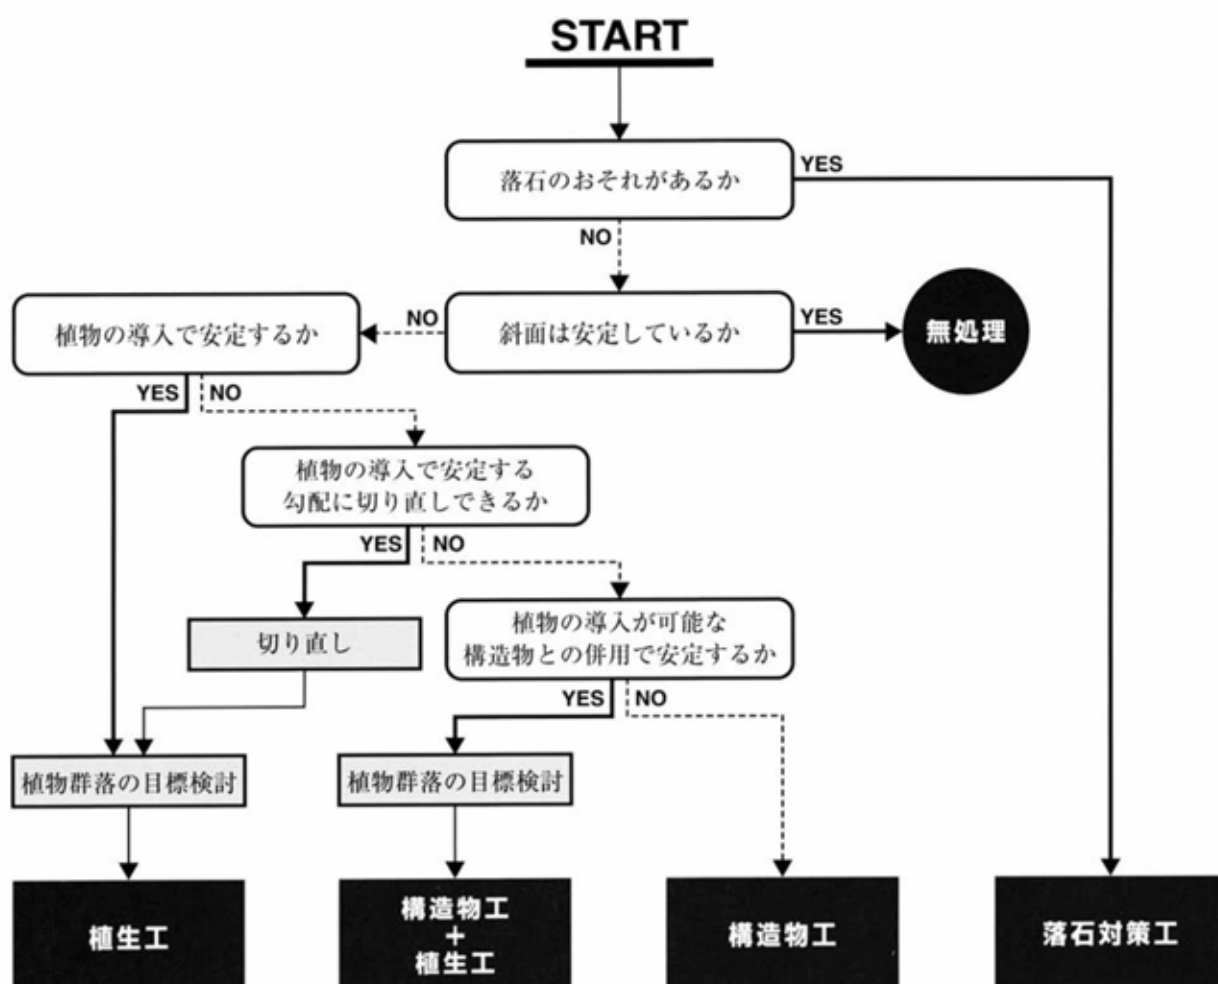 START
落石のおそれがあるか
YES
NO
植物の導入で安定するか
NO
斜面は安定しているか
YES
無処理
YES
NO
植物の導入で安定する
勾配に切り直しできるか
YES
NO
切り直し
植物の導入が可能な
構造物との併用で安定するか
YES
NO
植物群落の目標検討
植物群落の目標検討
植生工
構造物工
+
植生工
構造物工
落石対策工